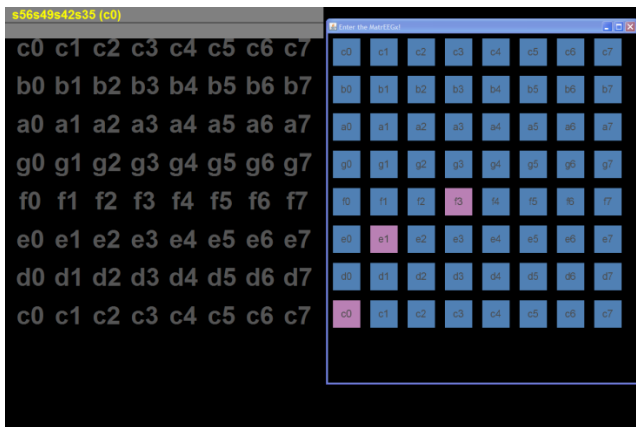 s56s49s42s35 (c0)
c0 c1 c2 c3 c4 c5 c6 c7
b0 b1 b2 b3 b4 b5 b6 b7
a0 a1 a2 a3 a4 a5 a6 a7
g0 g1 g2 g3 g4 g5 g6 g7
f0 f1 f2 f3 f4 f5 f6 f7
e0 e1 e2 e3 e4 e5 e6 e7
d0 d1 d2 d3 d4 d5 d6 d7
c0 c1 c2 c3 c4 c5 c6 c7
Enter the MatrEEGx!
c0 c1 c2 c3 c4 c5 c6 c7
b0 b1 b2 b3 b4 b5 b6 b7
a0 a1 a2 a3 a4 a5 a6 a7
g0 g1 g2 g3 g4 g5 g6 g7
f0 f1 f2 f3 f4 f5 f6 f7
e0 e1 e2 e3 e4 e5 e6 e7
d0 d1 d2 d3 d4 d5 d6 d7
c0 c1 c2 c3 c4 c5 c6 c7